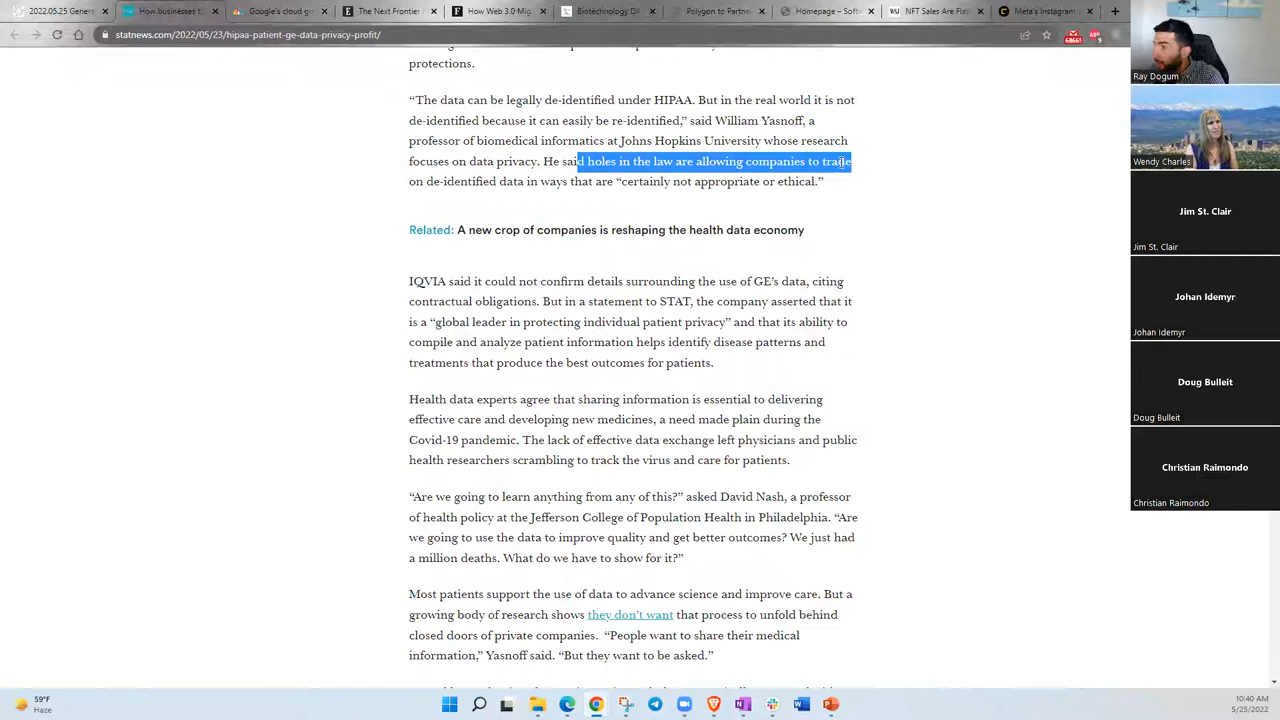 2022.05.25 Genera
How businesses t
Google's cloud ge
The Next Frontier
How Web 3.0 Mig
Biotechnology DA
Polygon to Partne
Homepage – Softw
NFT Sales Are Fla
Meta's Instagram
statnews.com/2022/05/23/hipaa-patient-ge-data-privacy-profit/
protections.
“The data can be legally de-identified under HIPAA. But in the real world it is not
de-identified because it can easily be re-identified,” said William Yasnoff, a
professor of biomedical informatics at Johns Hopkins University whose research
focuses on data privacy. He said holes in the law are allowing companies to trade
on de-identified data in ways that are “certainly not appropriate or ethical.”
Related: A new crop of companies is reshaping the health data economy
IQVIA said it could not confirm details surrounding the use of GE’s data, citing
contractual obligations. But in a statement to STAT, the company asserted that it
is a “global leader in protecting individual patient privacy” and that its ability to
compile and analyze patient information helps identify disease patterns and
treatments that produce the best outcomes for patients.
Health data experts agree that sharing information is essential to delivering
effective care and developing new medicines, a need made plain during the
Covid-19 pandemic. The lack of effective data exchange left physicians and public
health researchers scrambling to track the virus and care for patients.
“Are we going to learn anything from any of this?” asked David Nash, a professor
of health policy at the Jefferson College of Population Health in Philadelphia. “Are
we going to use the data to improve quality and get better outcomes? We just had
a million deaths. What do we have to show for it?”
Most patients support the use of data to advance science and improve care. But a
growing body of research shows they don’t want that process to unfold behind
closed doors of private companies. “People want to share their medical
information,” Yasnoff said. “But they want to be asked.”
Ray Dogum
Wendy Charles
Jim St. Clair
Jim St. Clair
Johan Idemyr
Johan Idemyr
Doug Bulleit
Doug Bulleit
Christian Raimondo
Christian Raimondo
59°F
Haze
10:40 AM
5/25/2022